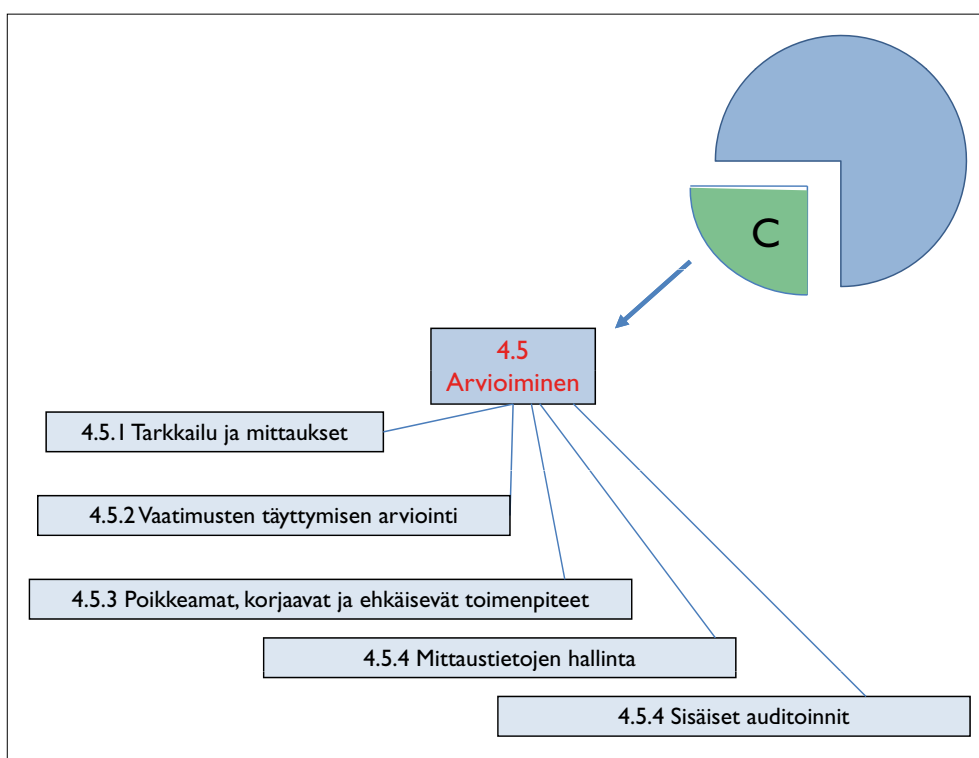 C
4.5
Arvioiminen
4.5.1 Tarkkailu ja mittaukset
4.5.2 Vaatimusten täyttymisen arviointi
4.5.3 Poikkeamat, korjaavat ja ehkäisevät toimenpiteet
4.5.4 Mittaustietojen hallinta
4.5.4 Sisäiset auditoinnit